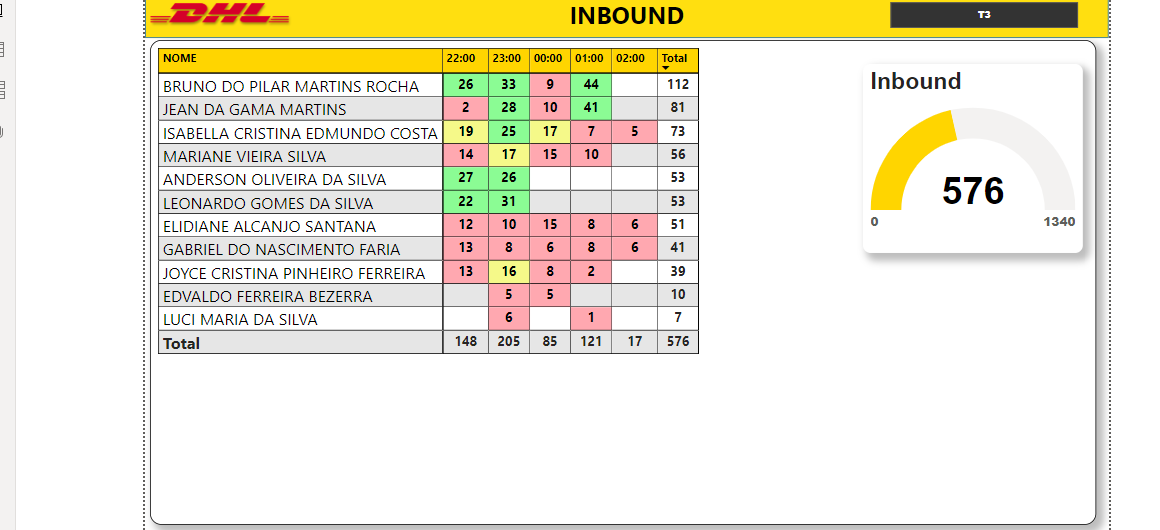 DHL INBOUND T3
NOME 22:00 23:00 00:00 01:00 02:00 Total
BRUNO DO PILAR MARTINS ROCHA 26 33 9 44 112
JEAN DA GAMA MARTINS 2 28 10 41 81
ISABELLA CRISTINA EDMUNDO COSTA 19 25 17 7 5 73
MARIANE VIEIRA SILVA 14 17 15 10 56
ANDERSON OLIVEIRA DA SILVA 27 26 53
LEONARDO GOMES DA SILVA 22 31 53
ELIDIANE ALCANJO SANTANA 12 10 15 8 6 51
GABRIEL DO NASCIMENTO FARIA 13 8 6 8 6 41
JOYCE CRISTINA PINHEIRO FERREIRA 13 16 8 2 39
EDVALDO FERREIRA BEZERRA 5 5 10
LUCI MARIA DA SILVA 6 1 7
Total 148 205 85 121 17 576
Inbound
576
0 1340